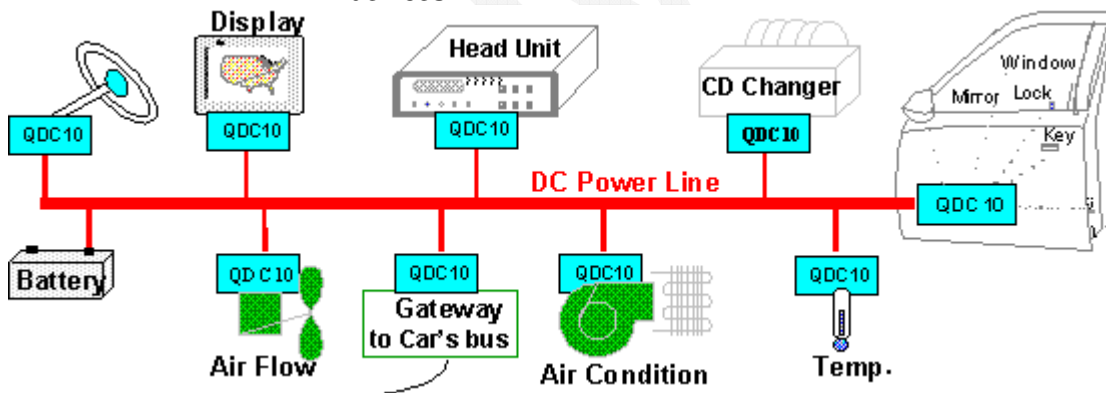 Display
Head Unit
CD Changer
Window
Mirror Lock
Key
QDC10
QDC10
QDC10
QDC10
DC Power Line
QDC 10
Battery
QDC10
QDC10
QDC10
QDC10
Gateway
to Car's bus
Air Flow
Air Condition
Temp.